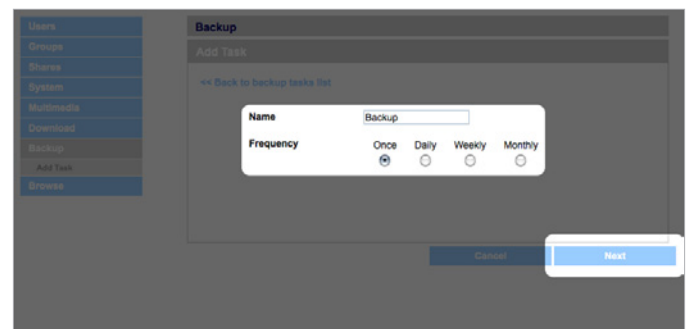 Users
Groups
Shares
System
Multimedia
Download
Backup
Add Task
Browse
Backup
Add Task
<< Back to backup tasks list
Name Backup
Frequency Once Daily Weekly Monthly
Cancel Next